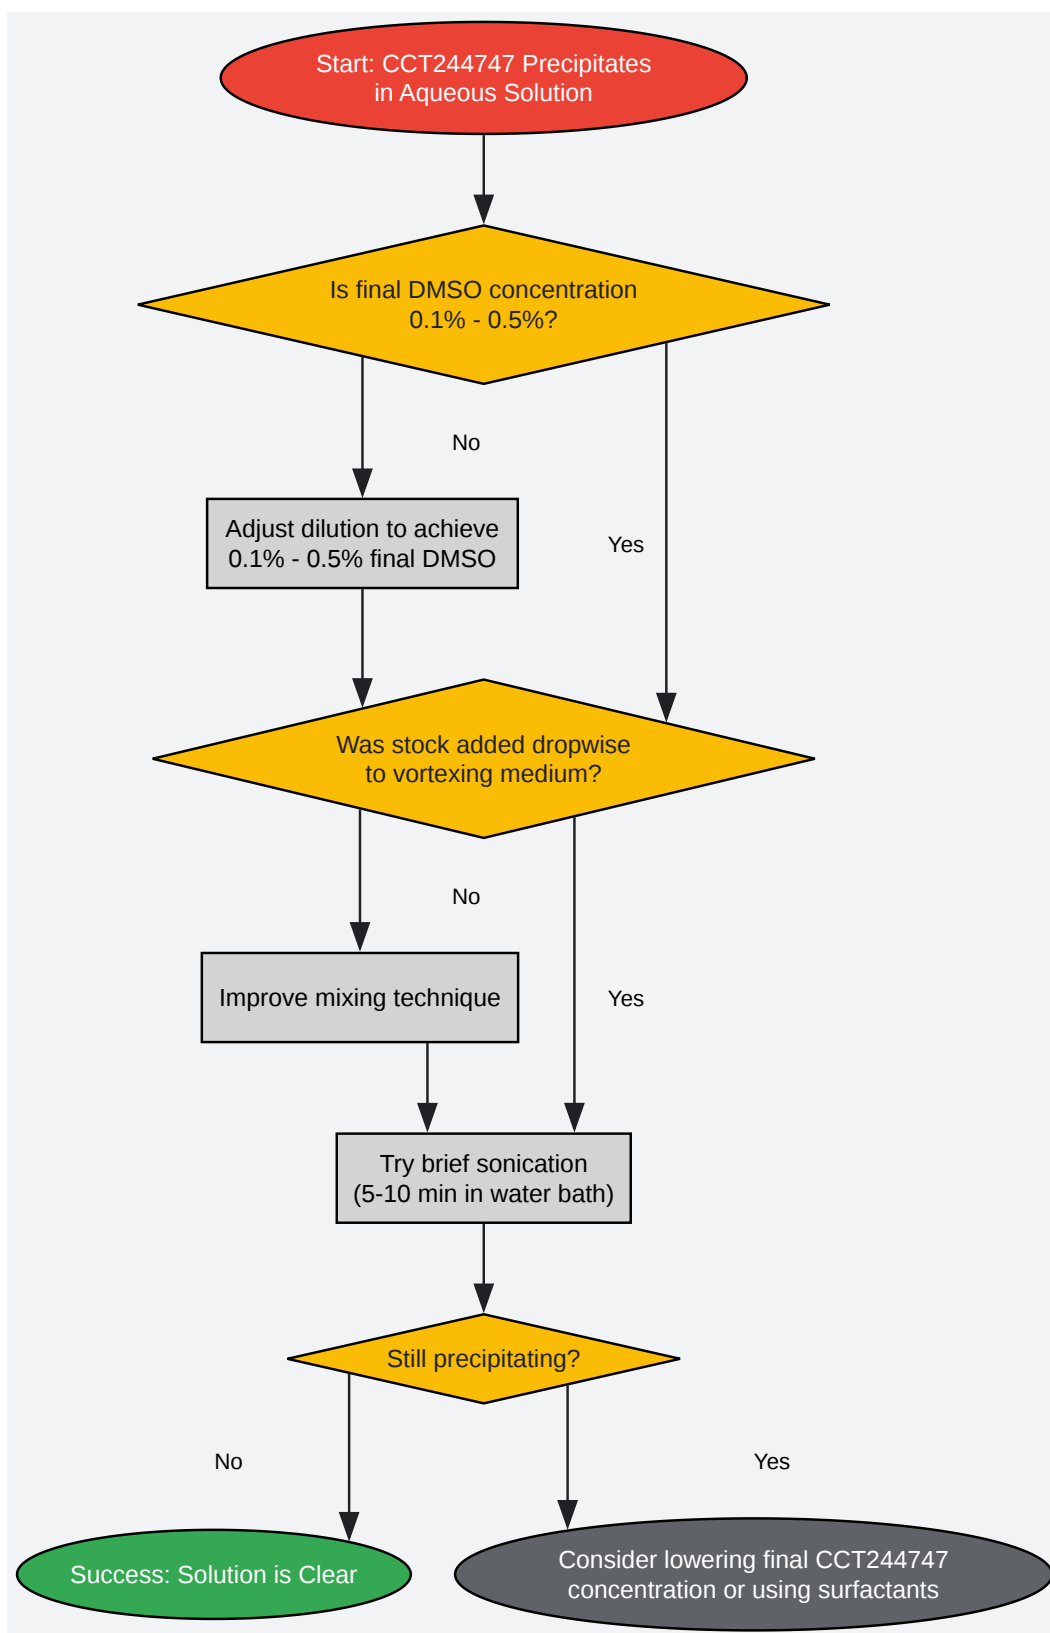 Start: CCT244747 Precipitates
in Aqueous Solution
Is final DMSO concentration
0.1% - 0.5%?
No
Adjust dilution to achieve
0.1% - 0.5% final DMSO
Yes
Was stock added dropwise
to vortexing medium?
No
Improve mixing technique
Yes
Try brief sonication
(5-10 min in water bath)
Still precipitating?
No
Yes
Success: Solution is Clear
Consider lowering final CCT244747
concentration or using surfactants